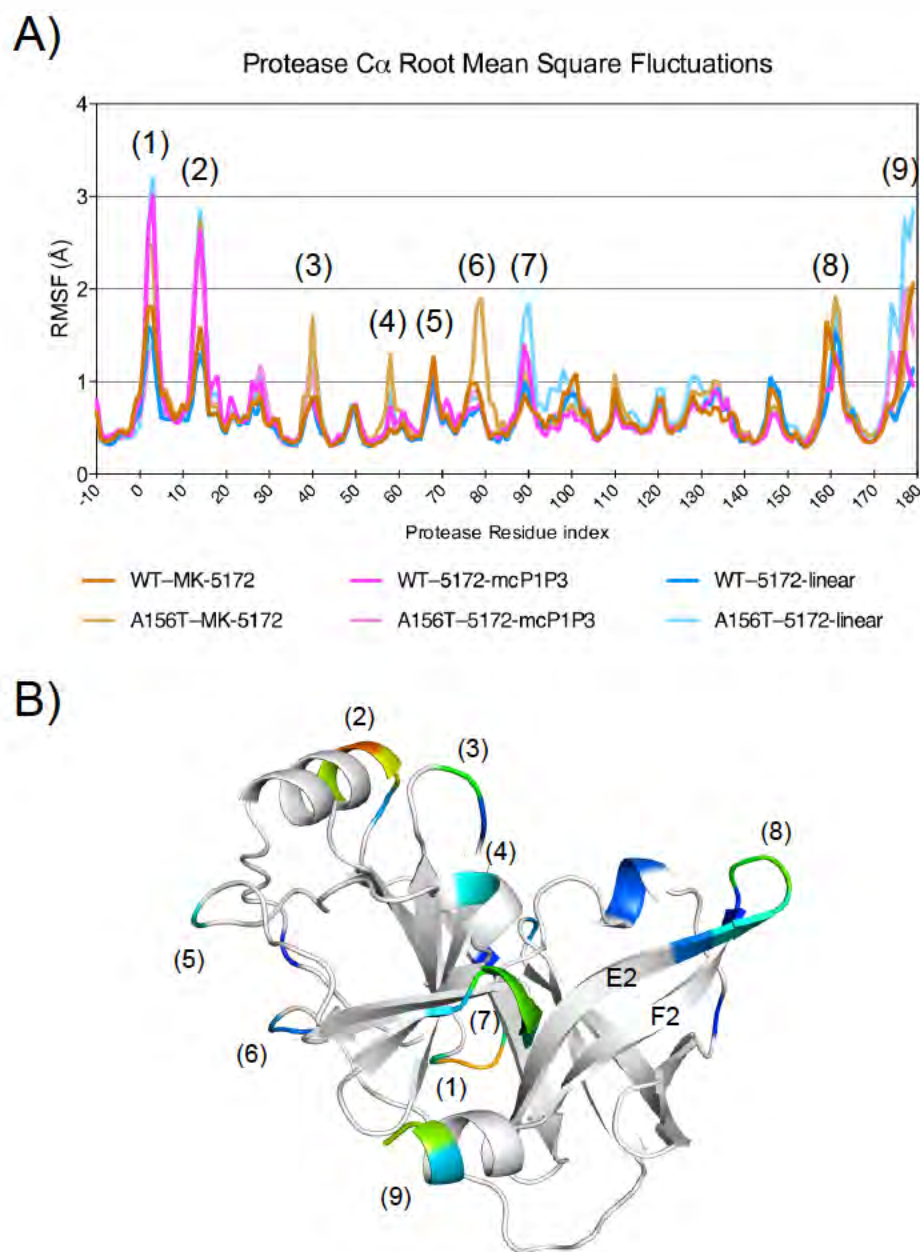 A)
Protease Cα Root Mean Square Fluctuations
4
3
2
1
0
RMSF (Å)
(1)
(2)
(3)
(4)
(5)
(6)
(7)
(8)
(9)
-10 0 10 20 30 40 50 60 70 80 90 100 110 120 130 140 150 160 170 180
Protease Residue index
WT–MK-5172 WT–5172-mcP1P3 WT–5172-linear
A156T–MK-5172 A156T–5172-mcP1P3 A156T–5172-linear
B)
(2)
(3)
(8)
(4)
(5)
E2
F2
(7)
(6)
(1)
(9)